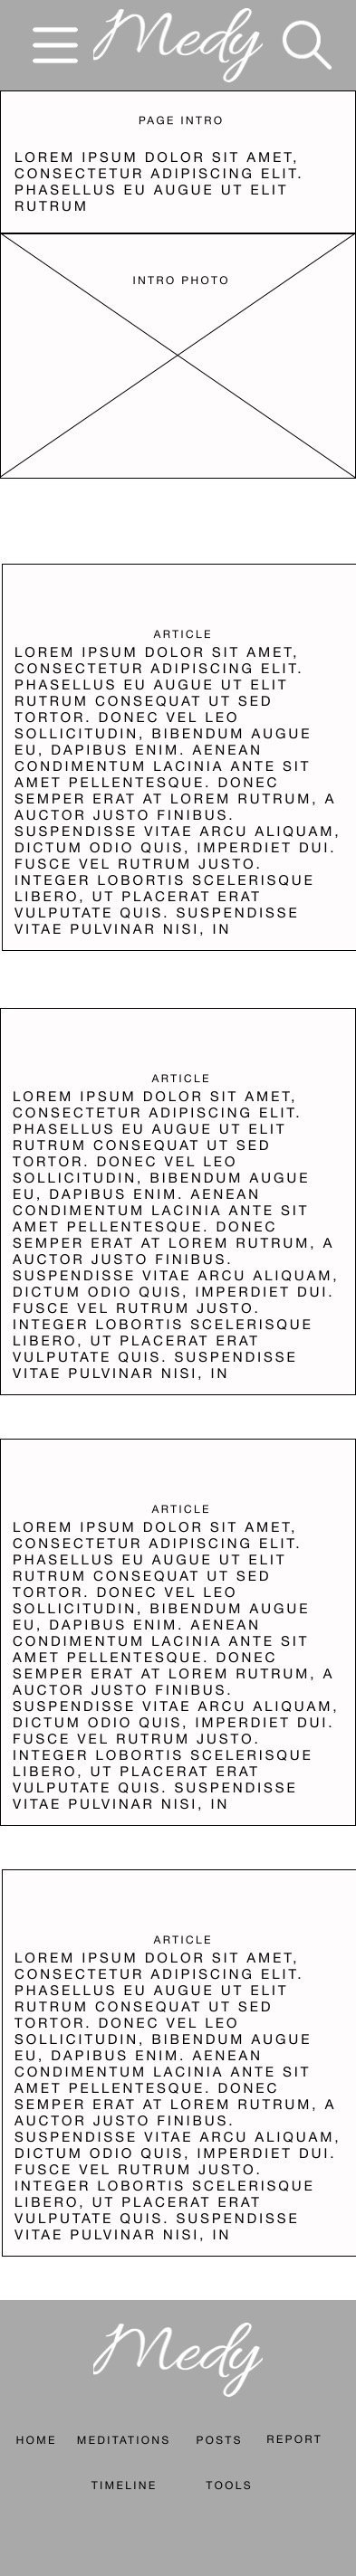 Medy
PAGE INTRO
LOREM IPSUM DOLOR SIT AMET,
CONSECTETUR ADIPISCING ELIT.
PHASELLUS EU AUGUE UT ELIT
RUTRUM
INTRO PHOTO
ARTICLE
LOREM IPSUM DOLOR SIT AMET,
CONSECTETUR ADIPISCING ELIT.
PHASELLUS EU AUGUE UT ELIT
RUTRUM CONSEQUAT UT SED
TORTOR. DONEC VEL LEO
SOLLICITUDIN, BIBENDUM AUGUE
EU, DAPIBUS ENIM. AENEAN
CONDIMENTUM LACINIA ANTE SIT
AMET PELLENTESQUE. DONEC
SEMPER ERAT AT LOREM RUTRUM, A
AUCTOR JUSTO FINIBUS.
SUSPENDISSE VITAE ARCU ALIQUAM,
DICTUM ODIO QUIS, IMPERDIET DUI.
FUSCE VEL RUTRUM JUSTO.
INTEGER LOBORTIS SCELERISQUE
LIBERO, UT PLACERAT ERAT
VULPUTATE QUIS. SUSPENDISSE
VITAE PULVINAR NISI, IN
ARTICLE
LOREM IPSUM DOLOR SIT AMET,
CONSECTETUR ADIPISCING ELIT.
PHASELLUS EU AUGUE UT ELIT
RUTRUM CONSEQUAT UT SED
TORTOR. DONEC VEL LEO
SOLLICITUDIN, BIBENDUM AUGUE
EU, DAPIBUS ENIM. AENEAN
CONDIMENTUM LACINIA ANTE SIT
AMET PELLENTESQUE. DONEC
SEMPER ERAT AT LOREM RUTRUM, A
AUCTOR JUSTO FINIBUS.
SUSPENDISSE VITAE ARCU ALIQUAM,
DICTUM ODIO QUIS, IMPERDIET DUI.
FUSCE VEL RUTRUM JUSTO.
INTEGER LOBORTIS SCELERISQUE
LIBERO, UT PLACERAT ERAT
VULPUTATE QUIS. SUSPENDISSE
VITAE PULVINAR NISI, IN
ARTICLE
LOREM IPSUM DOLOR SIT AMET,
CONSECTETUR ADIPISCING ELIT.
PHASELLUS EU AUGUE UT ELIT
RUTRUM CONSEQUAT UT SED
TORTOR. DONEC VEL LEO
SOLLICITUDIN, BIBENDUM AUGUE
EU, DAPIBUS ENIM. AENEAN
CONDIMENTUM LACINIA ANTE SIT
AMET PELLENTESQUE. DONEC
SEMPER ERAT AT LOREM RUTRUM, A
AUCTOR JUSTO FINIBUS.
SUSPENDISSE VITAE ARCU ALIQUAM,
DICTUM ODIO QUIS, IMPERDIET DUI.
FUSCE VEL RUTRUM JUSTO.
INTEGER LOBORTIS SCELERISQUE
LIBERO, UT PLACERAT ERAT
VULPUTATE QUIS. SUSPENDISSE
VITAE PULVINAR NISI, IN
ARTICLE
LOREM IPSUM DOLOR SIT AMET,
CONSECTETUR ADIPISCING ELIT.
PHASELLUS EU AUGUE UT ELIT
RUTRUM CONSEQUAT UT SED
TORTOR. DONEC VEL LEO
SOLLICITUDIN, BIBENDUM AUGUE
EU, DAPIBUS ENIM. AENEAN
CONDIMENTUM LACINIA ANTE SIT
AMET PELLENTESQUE. DONEC
SEMPER ERAT AT LOREM RUTRUM, A
AUCTOR JUSTO FINIBUS.
SUSPENDISSE VITAE ARCU ALIQUAM,
DICTUM ODIO QUIS, IMPERDIET DUI.
FUSCE VEL RUTRUM JUSTO.
INTEGER LOBORTIS SCELERISQUE
LIBERO, UT PLACERAT ERAT
VULPUTATE QUIS. SUSPENDISSE
VITAE PULVINAR NISI, IN
Medy
HOME MEDITATIONS POSTS REPORT
TIMELINE TOOLS